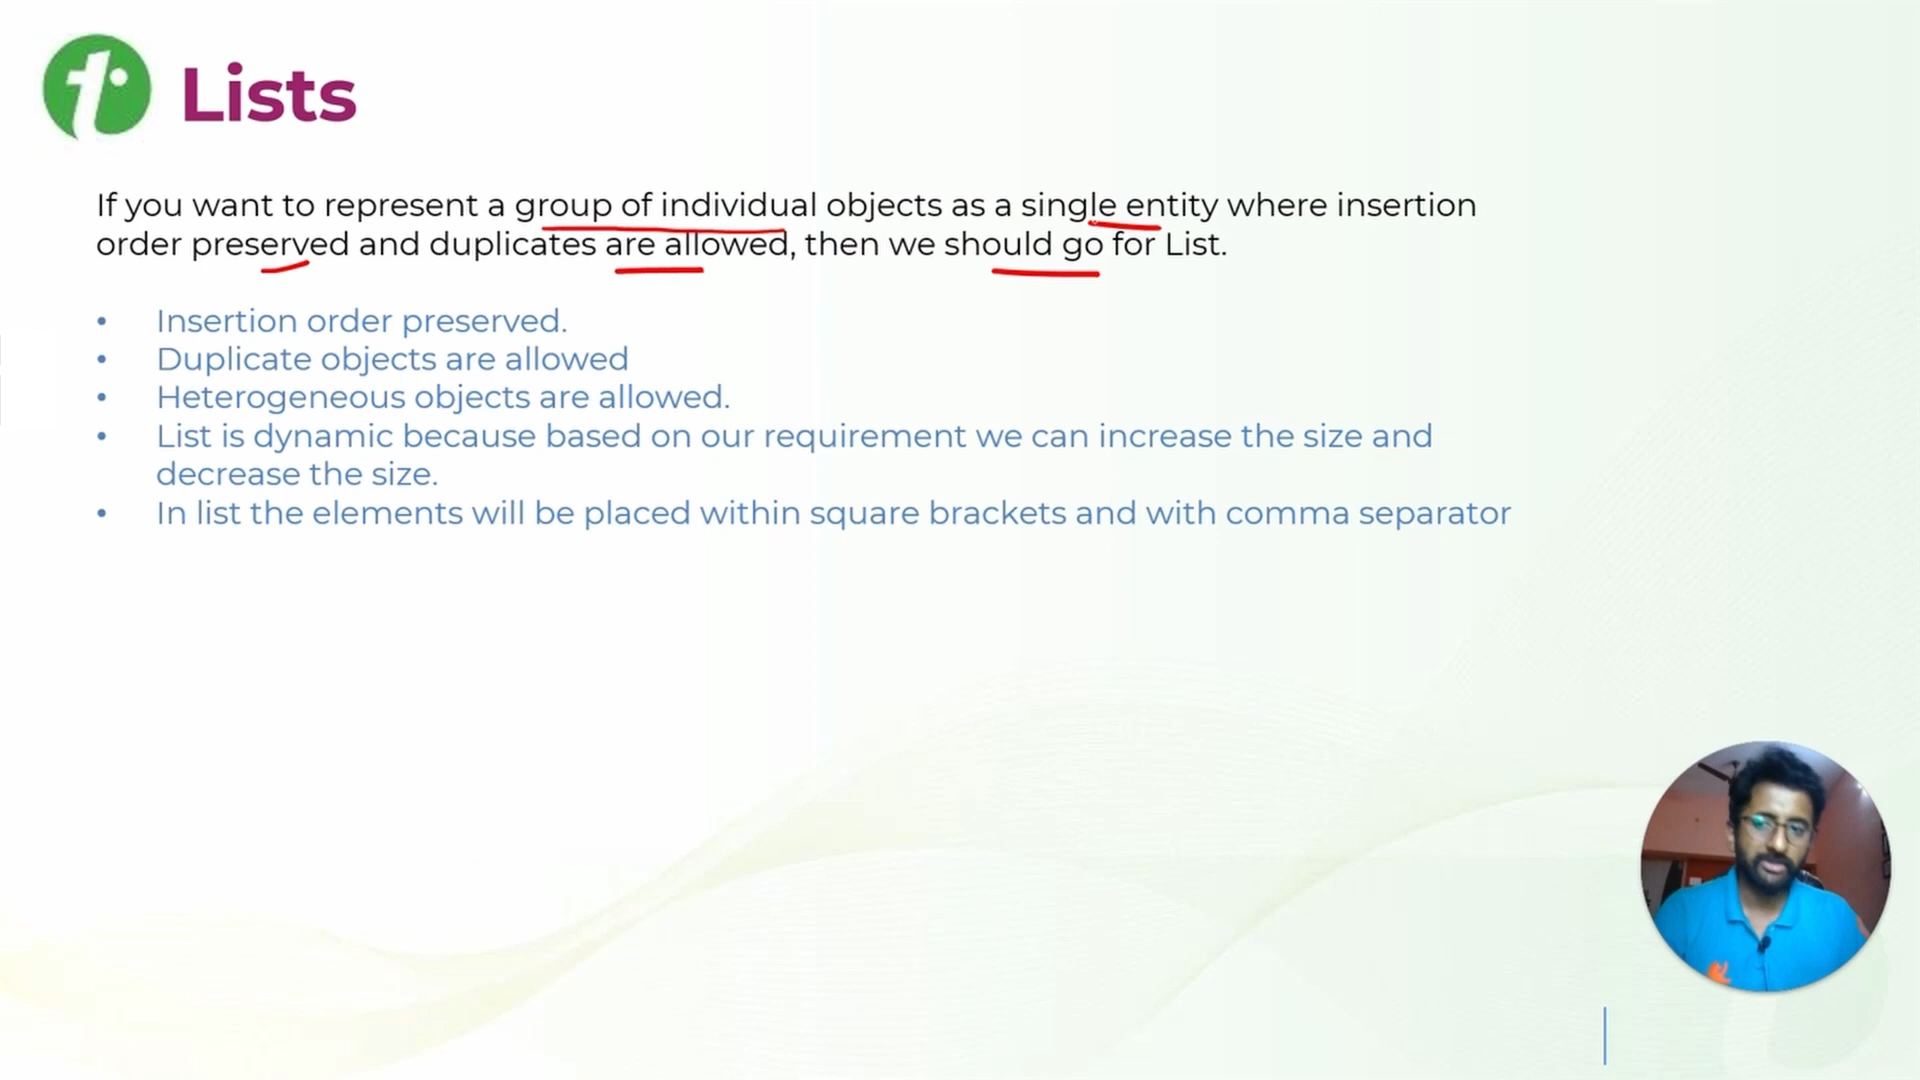 Lists
If you want to represent a group of individual objects as a single entity where insertion
order preserved and duplicates are allowed, then we should go for List.
• Insertion order preserved.
• Duplicate objects are allowed
• Heterogeneous objects are allowed.
• List is dynamic because based on our requirement we can increase the size and
decrease the size.
• In list the elements will be placed within square brackets and with comma separator